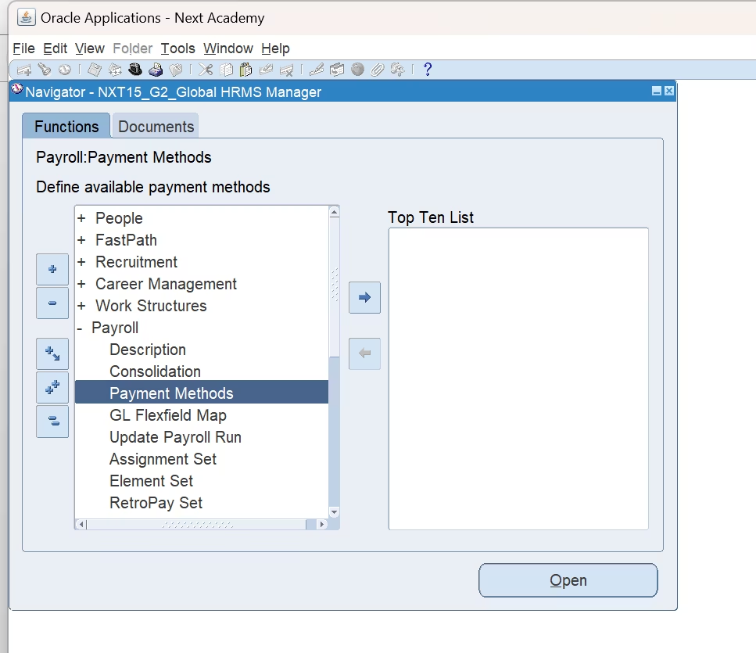 Oracle Applications - Next Academy
File Edit View Folder Tools Window Help
?
Navigator - NXT15_G2_Global HRMS Manager
Functions Documents
Payroll:Payment Methods
Define available payment methods
+ People
+ FastPath
+ Recruitment
+ Career Management
+ Work Structures
- Payroll
Description
Consolidation
Payment Methods
GL Flexfield Map
Update Payroll Run
Assignment Set
Element Set
RetroPay Set
Top Ten List
Open